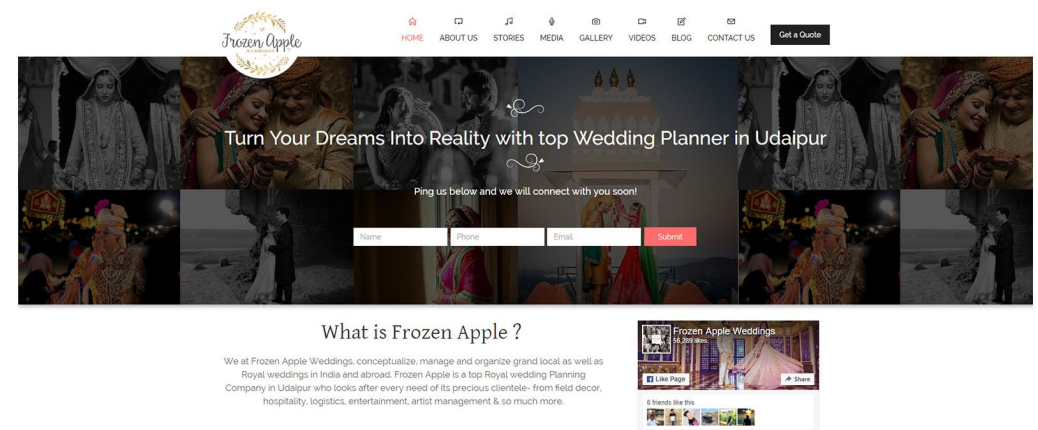 Frozen Apple
WEDDINGS
HOME
ABOUT US
STORIES
MEDIA
GALLERY
VIDEOS
BLOG
CONTACT US
Get a Quote
Turn Your Dreams Into Reality with top Wedding Planner in Udaipur
Ping us below and we will connect with you soon!
Name
Phone
Email
Submit
What is Frozen Apple ?
We at Frozen Apple Weddings, conceptualize, manage and organize grand local as well as
Royal weddings in India and abroad. Frozen Apple is a top Royal wedding Planning
Company in Udaipur who looks after every need of its precious clientele- from field decor,
hospitality, logistics, entertainment, artist management & so much more.
Frozen Apple Weddings
56,289 likes
Like Page
Share
6 friends like this